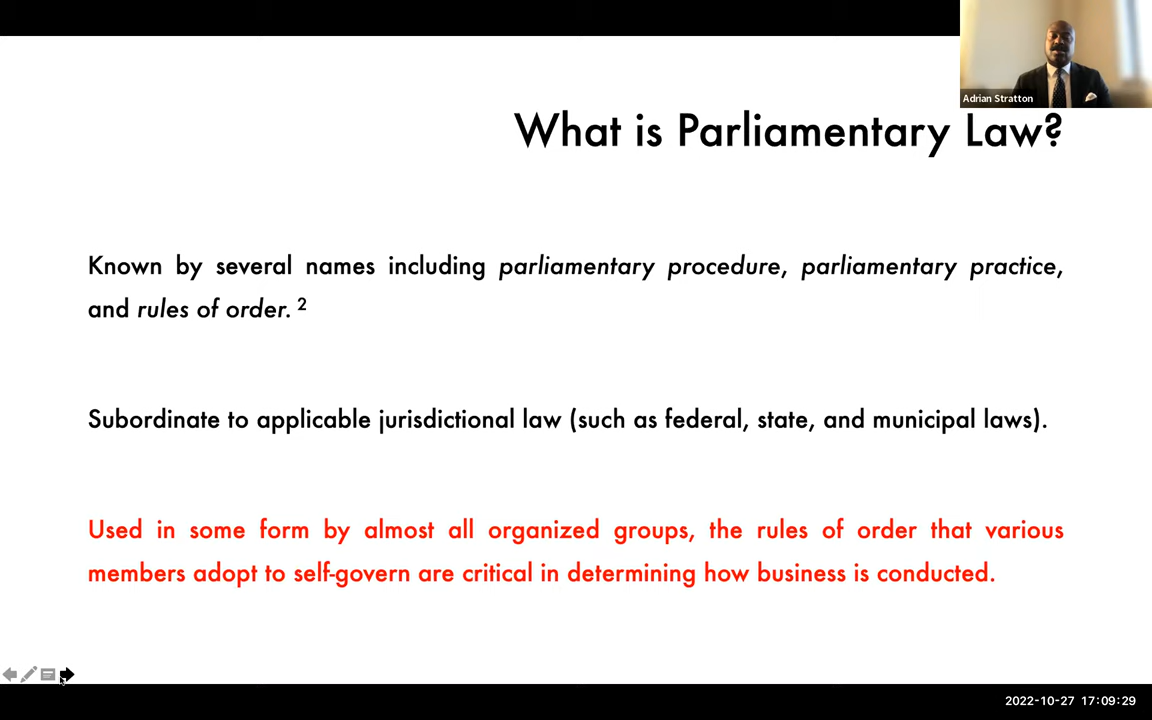 Adrian Stratton
What is Parliamentary Law?
Known by several names including parliamentary procedure, parliamentary practice,
and rules of order. 2
Subordinate to applicable jurisdictional law (such as federal, state, and municipal laws).
Used in some form by almost all organized groups, the rules of order that various
members adopt to self-govern are critical in determining how business is conducted.
2022-10-27 17:09:29